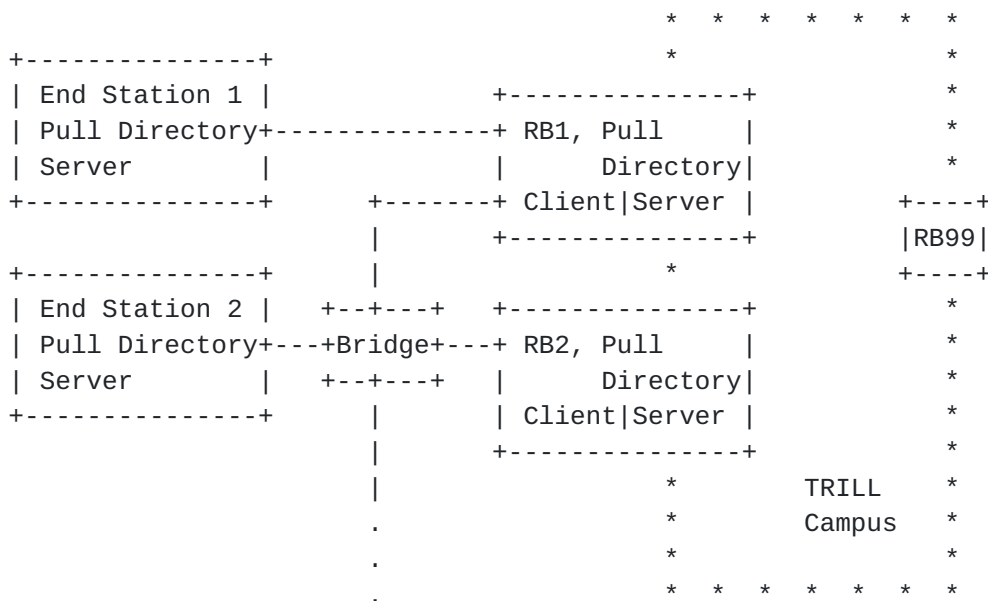 *  *  *  *  *  *  *
+---------------+                          *                 *
| End Station 1 |              +---------------+             *
| Pull Directory+--------------+ RB1, Pull     |             *
| Server        |              |      Directory|             *
+---------------+      +-------+ Client|Server |         +----+
                       |       +---------------+         |RB99|
+---------------+      |                   *             +----+
| End Station 2 |   +--+---+   +---------------+            *
| Pull Directory+---+Bridge+---+ RB2, Pull     |            *
| Server        |   +--+---+   |      Directory|            *
+---------------+      |       | Client|Server |            *
                       |       +---------------+            *
                       |                   *        TRILL   *
                       .                   *        Campus  *
                       .                   *                 *
                       .                   *  *  *  *  *  *  *